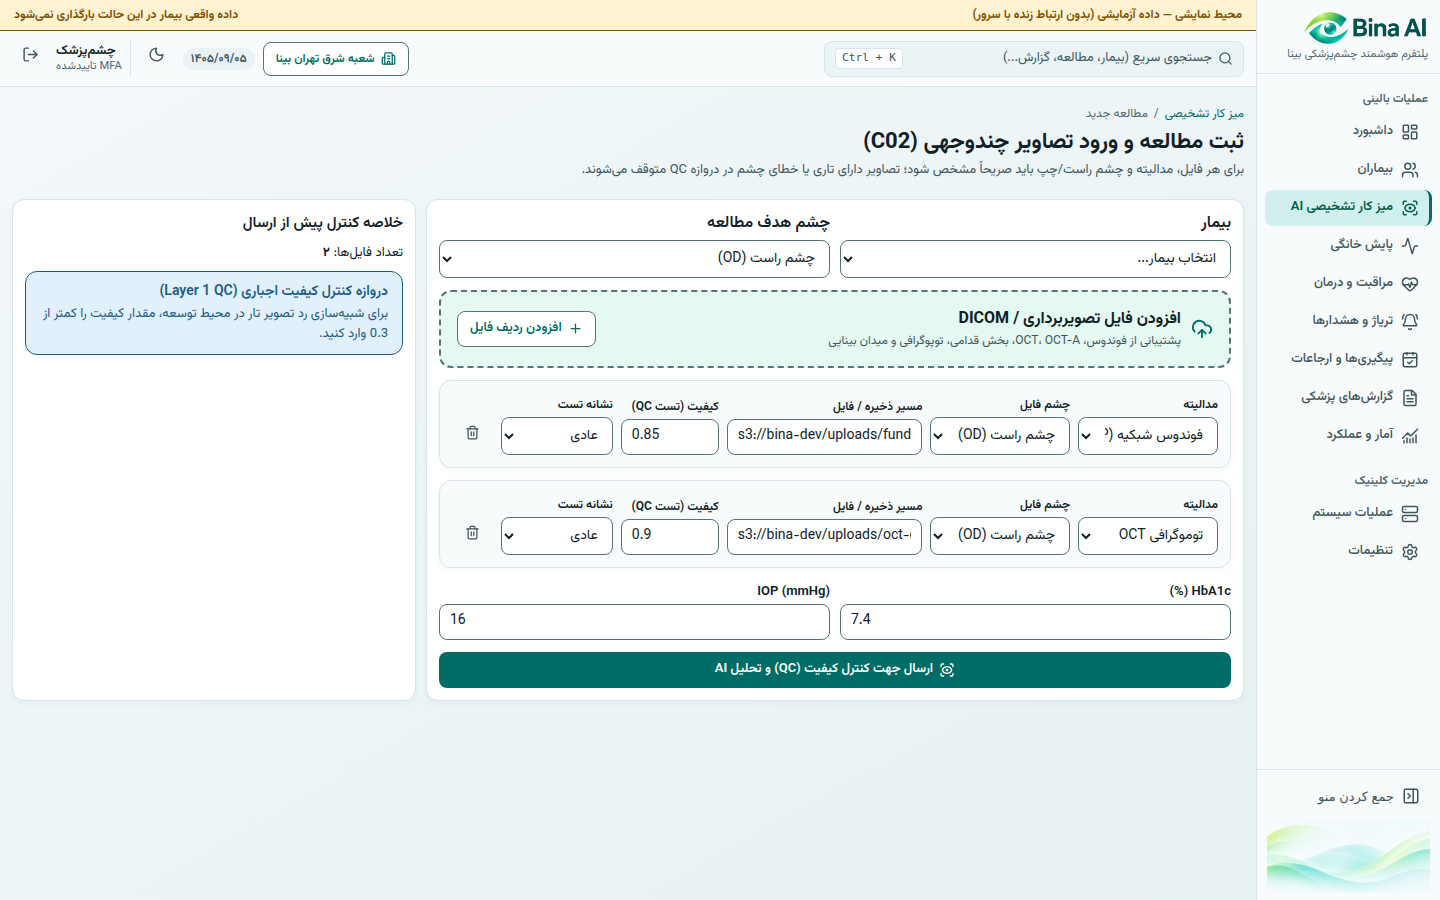 محیط نمایشی — داده آزمایشی (بدون ارتباط زنده با سرور)
داده واقعی بیمار در این حالت بارگذاری نمی‌شود
Bina AI
پلتفرم هوشمند چشم‌پزشکی بینا
عملیات بالینی
داشبورد
بیماران
میز کار تشخیصی AI
پایش خانگی
مراقبت و درمان
تریاژ و هشدارها
پیگیری‌ها و ارجاعات
گزارش‌های پزشکی
آمار و عملکرد
مدیریت کلینیک
عملیات سیستم
تنظیمات
جمع کردن منو
جستجوی سریع (بیمار، مطالعه، گزارش...)
Ctrl + K
شعبه شرق تهران بینا
۱۴۰۵/۰۹/۰۵
چشم‌پزشک
MFA تاییدشده
میز کار تشخیصی / مطالعه جدید
ثبت مطالعه و ورود تصاویر چندوجهی (C02)
برای هر فایل، مدالیته و چشم راست/چپ باید صریحاً مشخص شود؛ تصاویر دارای تاری یا خطای چشم در دروازه QC متوقف می‌شوند.
بیمار
انتخاب بیمار...
چشم هدف مطالعه
چشم راست (OD)
افزودن فایل تصویربرداری / DICOM
پشتیبانی از فوندوس، OCT، OCT-A، بخش قدامی، توپوگرافی و میدان بینایی
افزودن ردیف فایل
مدالیته
چشم فایل
مسیر ذخیره / فایل
کیفیت (تست QC)
نشانه تست
فوندوس شبکیه
چشم راست (OD)
s3://bina-dev/uploads/fund
0.85
عادی
مدالیته
چشم فایل
مسیر ذخیره / فایل
کیفیت (تست QC)
نشانه تست
توموگرافی OCT
چشم راست (OD)
s3://bina-dev/uploads/oct-
0.9
عادی
HbA1c (%)
7.4
IOP (mmHg)
16
ارسال جهت کنترل کیفیت (QC) و تحلیل AI
خلاصه کنترل پیش از ارسال
تعداد فایل‌ها: ۲
دروازه کنترل کیفیت اجباری (Layer 1 QC)
برای شبیه‌سازی رد تصویر تار در محیط توسعه، مقدار کیفیت را کمتر از
0.3 وارد کنید.